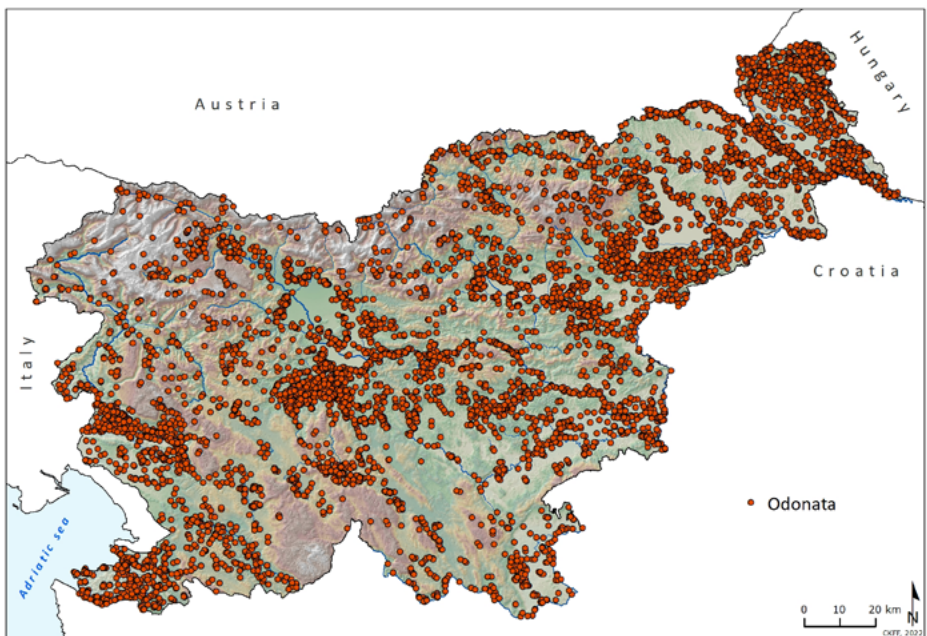 Austria
Hungary
Croatia
Italy
Odonata
Adriatic sea
0 10 20 km
N
CKFF, 2022